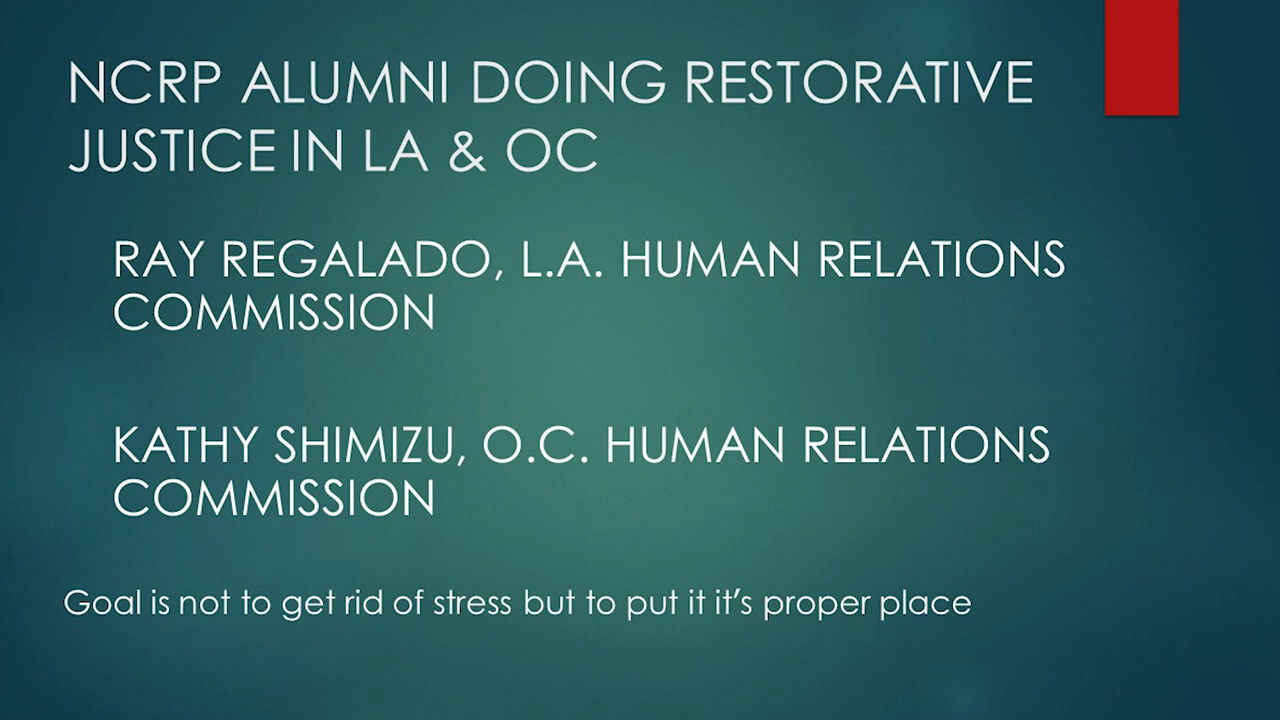 NCRP ALUMNI DOING RESTORATIVE
JUSTICE IN LA & OC
RAY REGALADO, L.A. HUMAN RELATIONS
COMMISSION
KATHY SHIMIZU, O.C. HUMAN RELATIONS
COMMISSION
Goal is not to get rid of stress but to put it it’s proper place